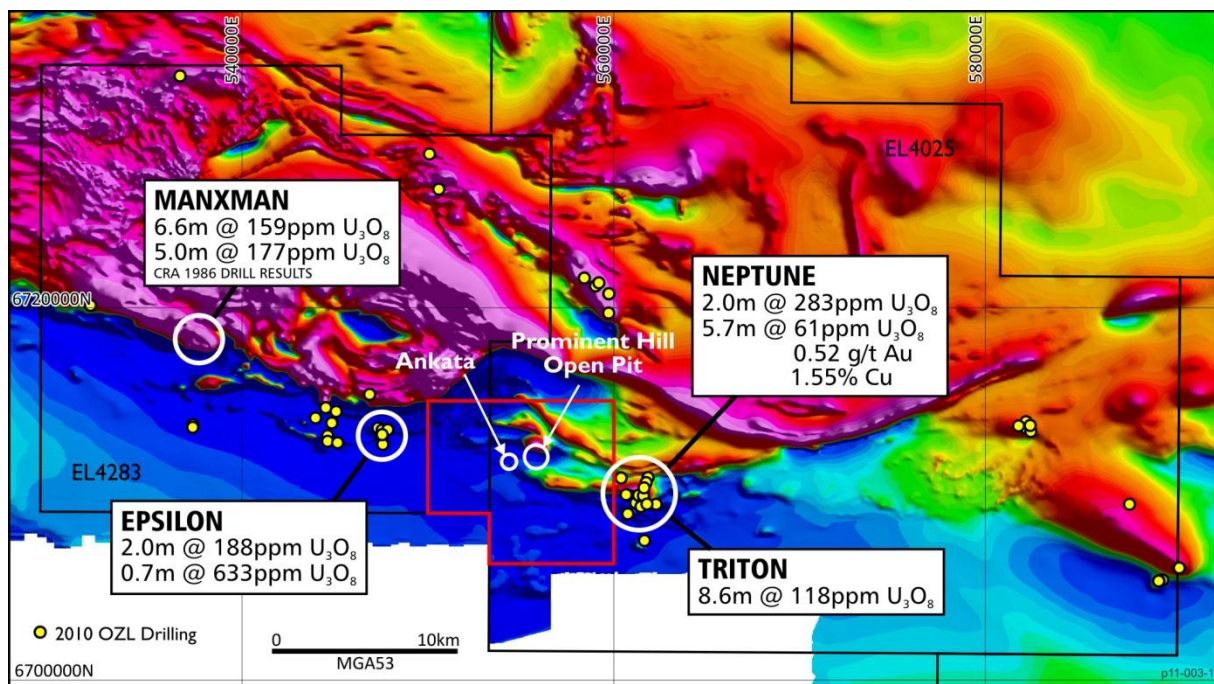 540000E
560000E
580000E
EL4025
MANXMAN
6.6m @ 159ppm U₃O₈
5.0m @ 177ppm U₃O₈
CRA 1986 DRILL RESULTS
NEPTUNE
2.0m @ 283ppm U₃O₈
5.7m @ 61ppm U₃O₈
0.52 g/t Au
1.55% Cu
6720000N
Ankata
Prominent Hill
Open Pit
EL4283
EPSILON
2.0m @ 188ppm U₃O₈
0.7m @ 633ppm U₃O₈
TRITON
8.6m @ 118ppm U₃O₈
2010 OZL Drilling
0
10km
MGA53
6700000N
p11-003-1